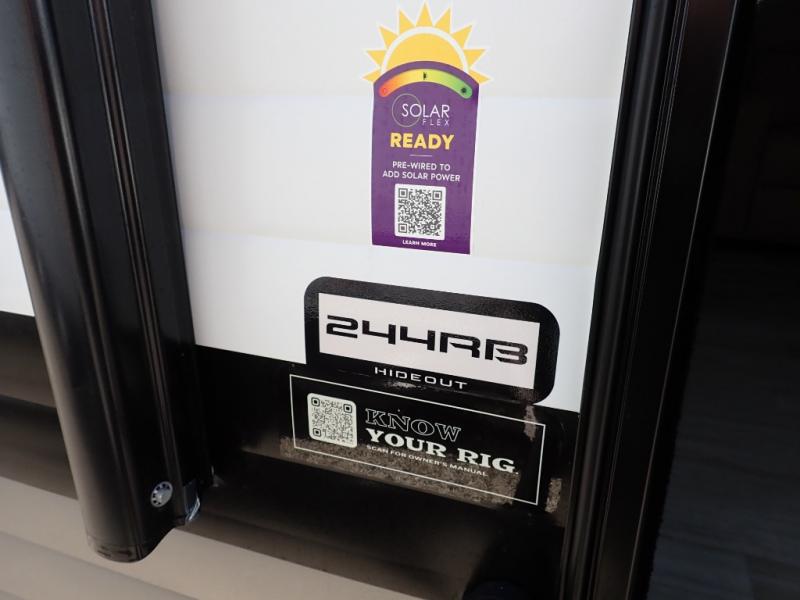 SOLAR
FLEX
READY
PRE-WIRED TO
ADD SOLAR POWER
LEARN MORE
244RB
HIDEOUT
KNOW
YOUR RIG.
SCAN FOR OWNER'S MANUAL